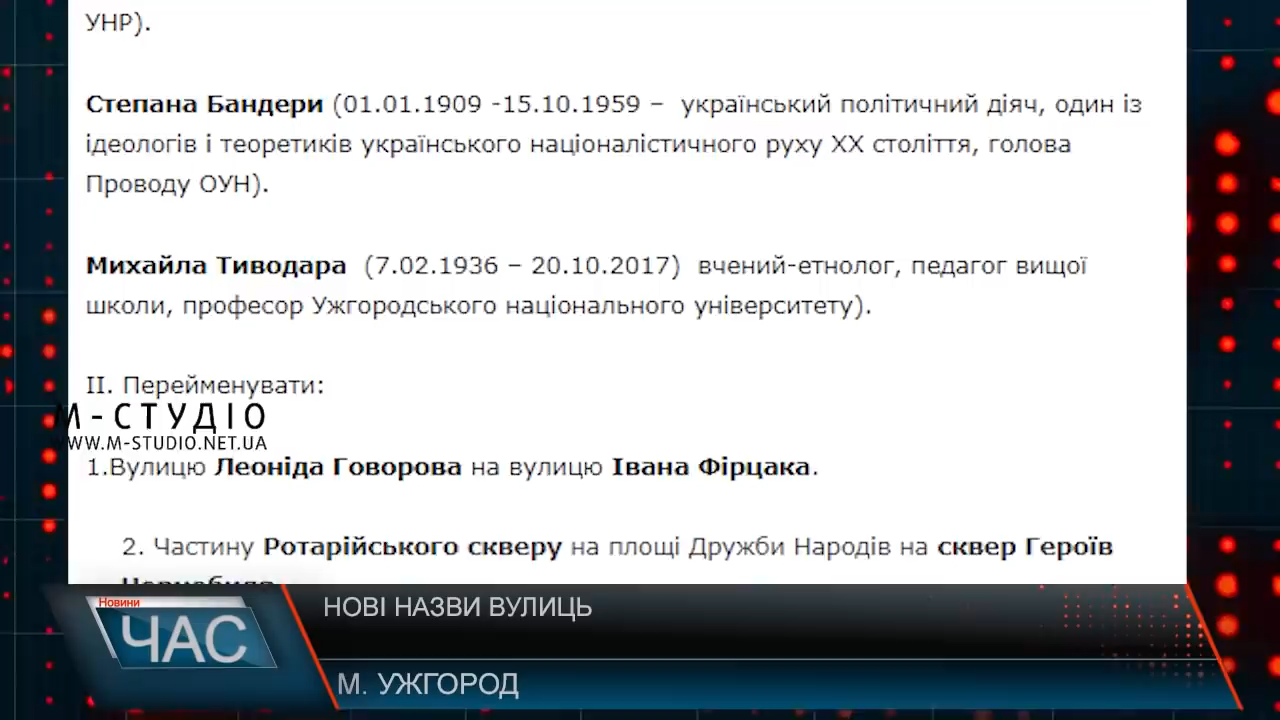 УНР).
Степана Бандери (01.01.1909 -15.10.1959 – український політичний діяч, один із
ідеологів і теоретиків українського націоналістичного руху XX століття, голова
Проводу ОУН).
Михайла Тиводара (7.02.1936 – 20.10.2017) вчений-етнолог, педагог вищої
школи, професор Ужгородського національного університету).
II. Перейменувати:
М-СТУДІО
WWW.M-STUDIO.NET.UA
1.Вулицю Леоніда Говорова на вулицю Івана Фірцака.
2. Частину Ротарійського скверу на площі Дружби Народів на сквер Героїв
Новини
ЧАС
НОВІ НАЗВИ ВУЛИЦЬ
М. УЖГОРОД